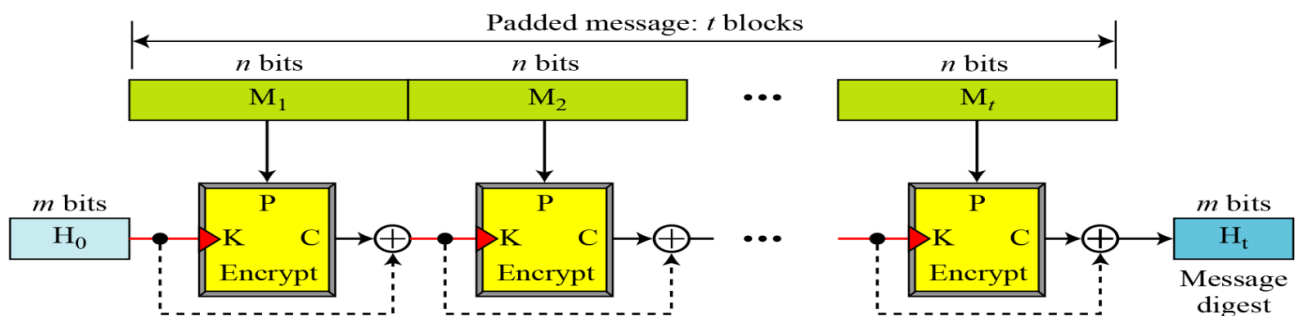 Padded message: t blocks
n bits n bits n bits
M₁ M₂ ••• Mₜ
m bits P P P m bits
H₀ K C K C ••• K C Hₜ
Encrypt Encrypt Encrypt Message
digest